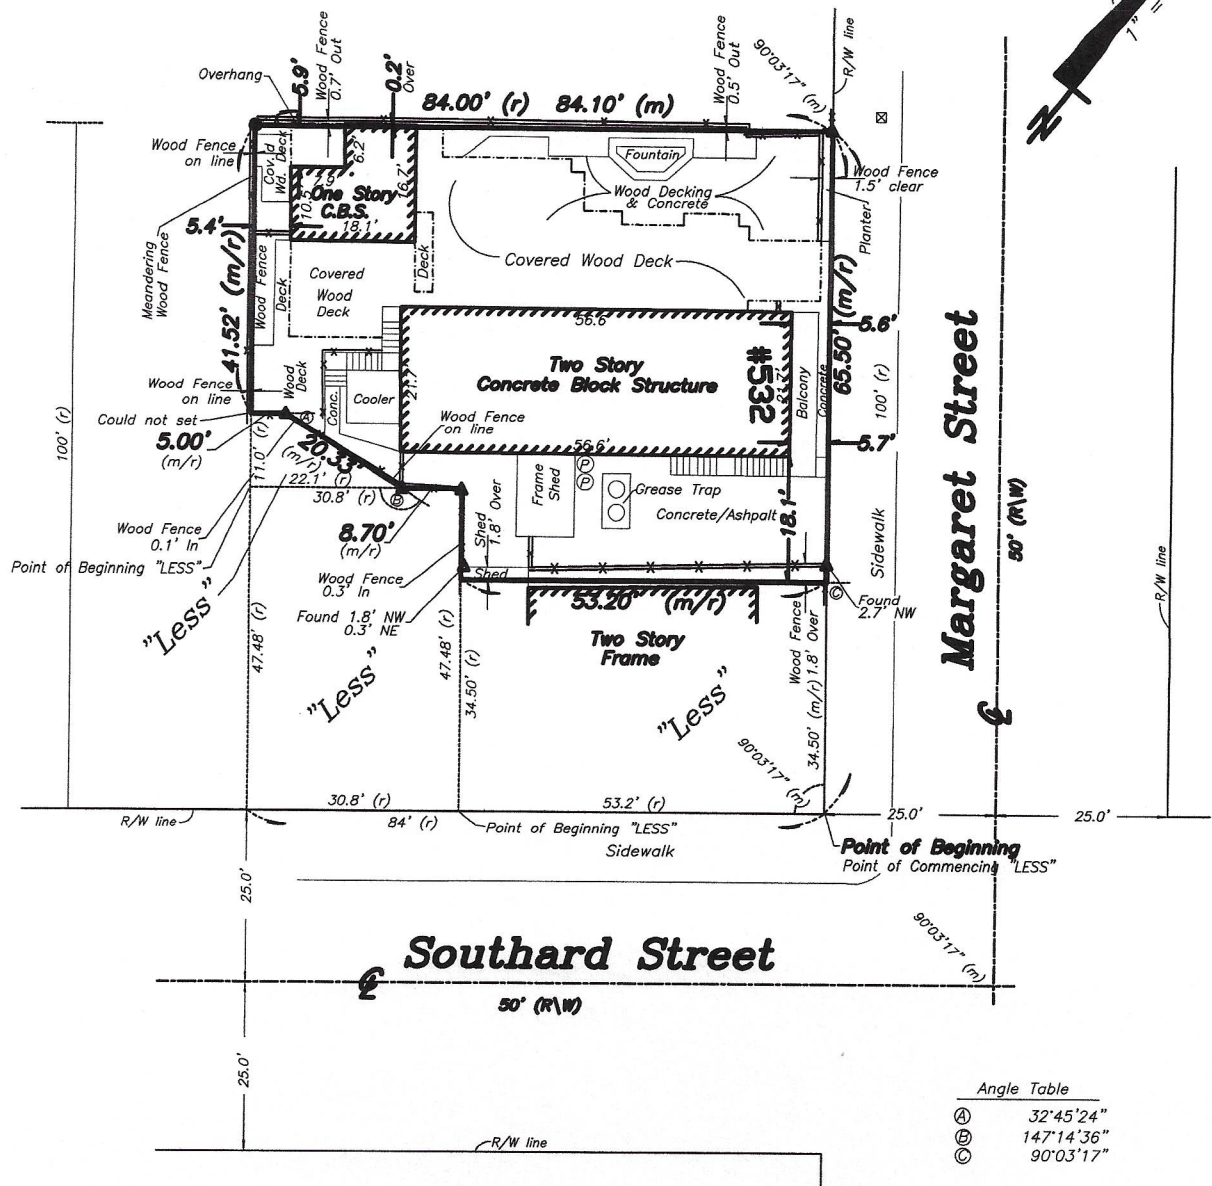 1" =
N
Wood Fence
0.7' Out
Overhang
5.9'
0.2'
Over
84.00' (r) 84.10' (m)
Wood Fence
0.5' Out
90°03'17" (m)
R/W line
Wood Fence
on line
Cov'd
Wd. Deck
6.2'
7.9'
16.7'
10.5'
One Story
C.B.S.
18.1'
Fountain
Wood Decking
& Concrete
Wood Fence
1.5' clear
Planter
5.4'
Meandering
Wood Fence
41.52' (m/r)
Wood Fence
Deck
Covered
Wood
Deck
Deck
Covered Wood Deck
65.50' (m/r)
5.6'
56.6'
Two Story
Concrete Block Structure
#532
21.7'
21.7'
Balcony
Concrete
100' (r)
Margaret Street
50' (R\W)
Wood Fence
on line
Wood
Deck
Conc.
Cooler
Could not set
5.00'
(m/r)
A
Wood Fence
on line
56.6'
5.7'
100' (r)
11.0' (r)
20.33'
(m/r)
22.1' (r)
30.8' (r)
B
8.70'
(m/r)
Frame
Shed
P
P
Grease Trap
Concrete/Ashpalt
18.1'
Shed
1.8' Over
Sidewalk
Wood Fence
0.1' In
Point of Beginning "LESS"
Wood Fence
0.3' In
Shed
Found 1.8' NW
0.3' NE
53.20' (m/r)
Two Story
Frame
Wood Fence
1.8' Over
C
Found
2.7' NW
R/W line
"Less"
"Less"
"Less"
47.48' (r)
47.48' (r)
34.50' (r)
34.50' (m/r)
90°03'17" (m)
℄
30.8' (r)
53.2' (r)
R/W line
84' (r)
Point of Beginning "LESS"
Sidewalk
25.0'
25.0'
Point of Beginning
Point of Commencing "LESS"
25.0'
90°03'17" (m)
Southard Street
℄
50' (R\W)
25.0'
R/W line
Angle Table
A 32°45'24"
B 147°14'36"
C 90°03'17"